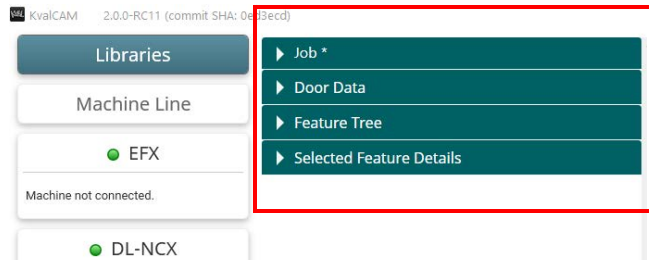 KVAL KvalCAM 2.0.0-RC11 (commit SHA: 0ed3ecd)
Libraries
Machine Line
EFX
Machine not connected.
DL-NCX
Job *
Door Data
Feature Tree
Selected Feature Details